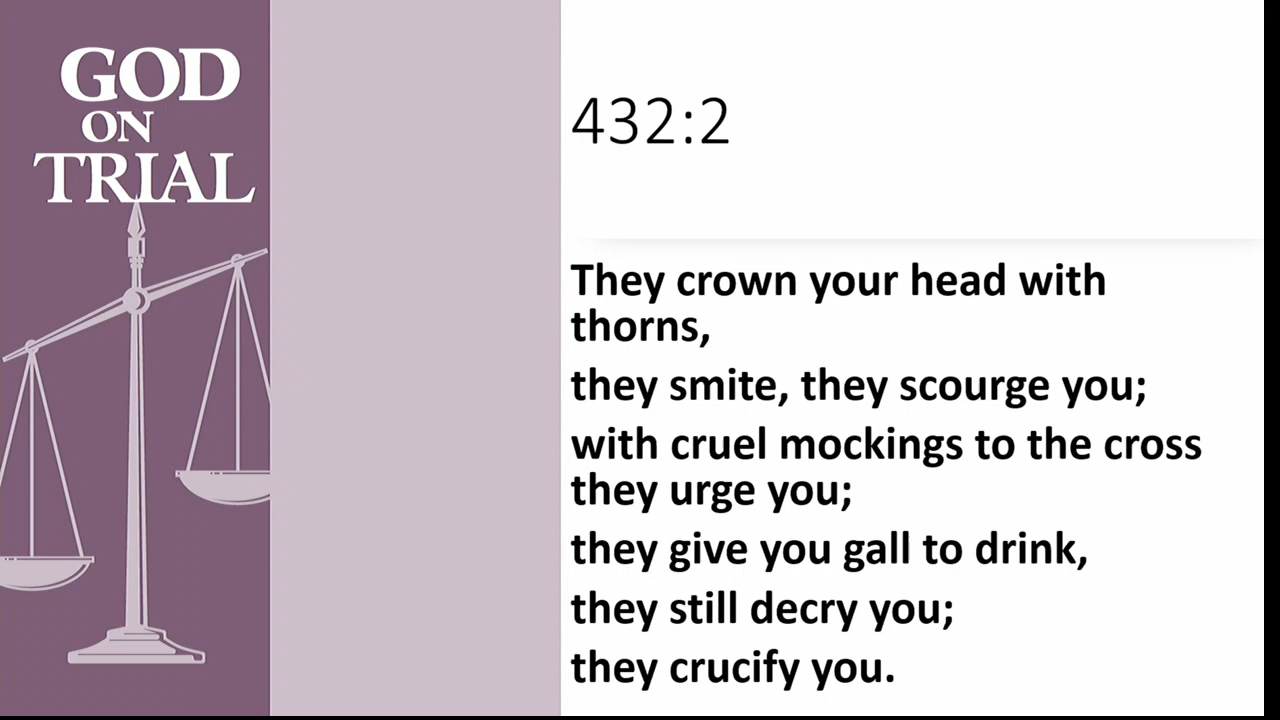 GOD
ON
TRIAL
432:2
They crown your head with
thorns,
they smite, they scourge you;
with cruel mockings to the cross
they urge you;
they give you gall to drink,
they still decry you;
they crucify you.